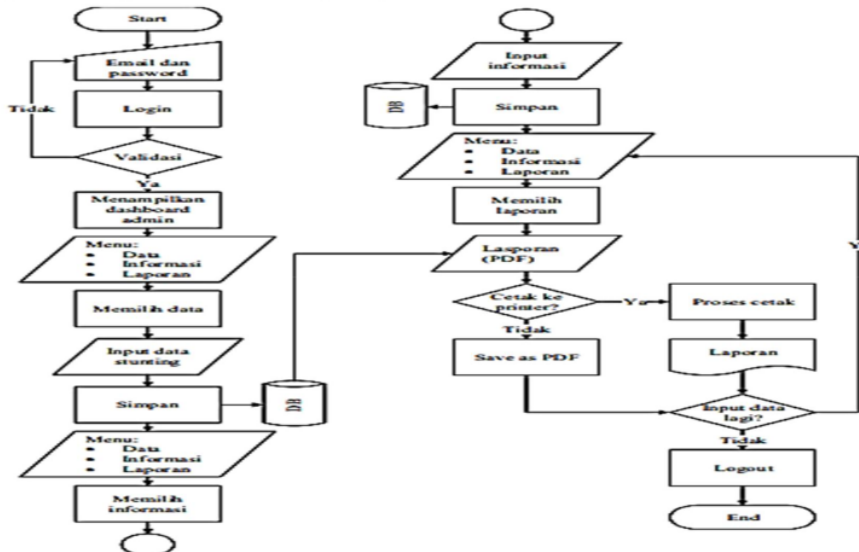 Start
Email dan
password
Tidak
Login
Validasi
Ya
Menampilkan
dashboard
admin
Menu:
• Data
• Informasi
• Laporan
Memilih data
Input data
stunting
Simpan
DB
Menu:
• Data
• Informasi
• Laporan
Memilih
informasi
Input
informasi
Simpan
DB
Menu:
• Data
• Informasi
• Laporan
Memilih
laporan
Lasporan
(PDF)
Cetak ke
printer?
Ya
Proses cetak
Tidak
Save as PDF
Laporan
Input data
lagi?
Y
Tidak
Logout
End